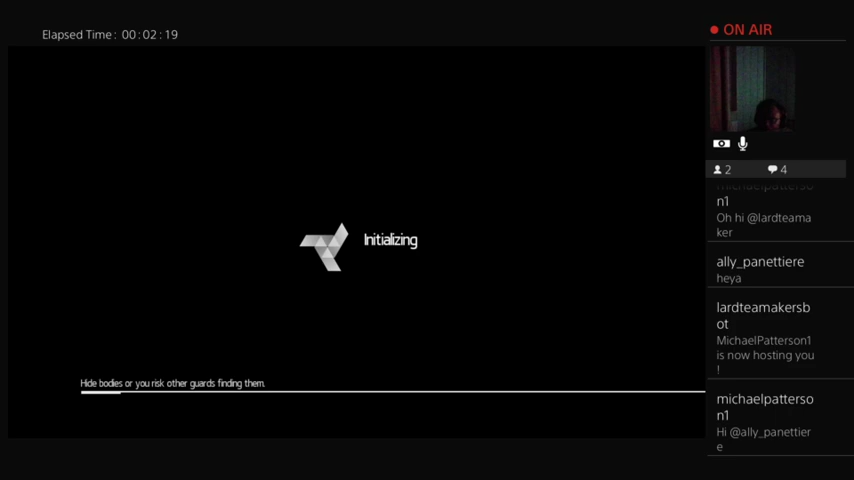 Elapsed Time: 00:02:19
ON AIR
2
4
michaelpatterso
n1
Oh hi @lardteama
ker
ally_panettiere
heya
lardteamakersb
ot
MichaelPatterson1
is now hosting you
!
michaelpatterso
n1
Hi @ally_panettier
e
Initializing
Hide bodies or you risk other guards finding them.